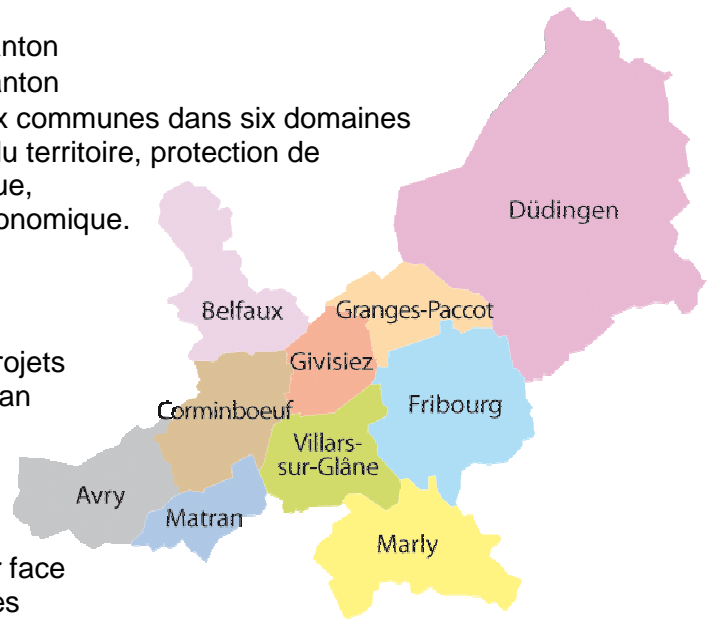 anton
anton
x communes dans six domaines
du territoire, protection de
ue,
onomique.
rojets
an
r face
es
Düdingen
Belfaux
Granges-Paccot
Givisiez
Corminboeuf
Fribourg
Villars-
sur-Glâne
Avry
Matran
Marly